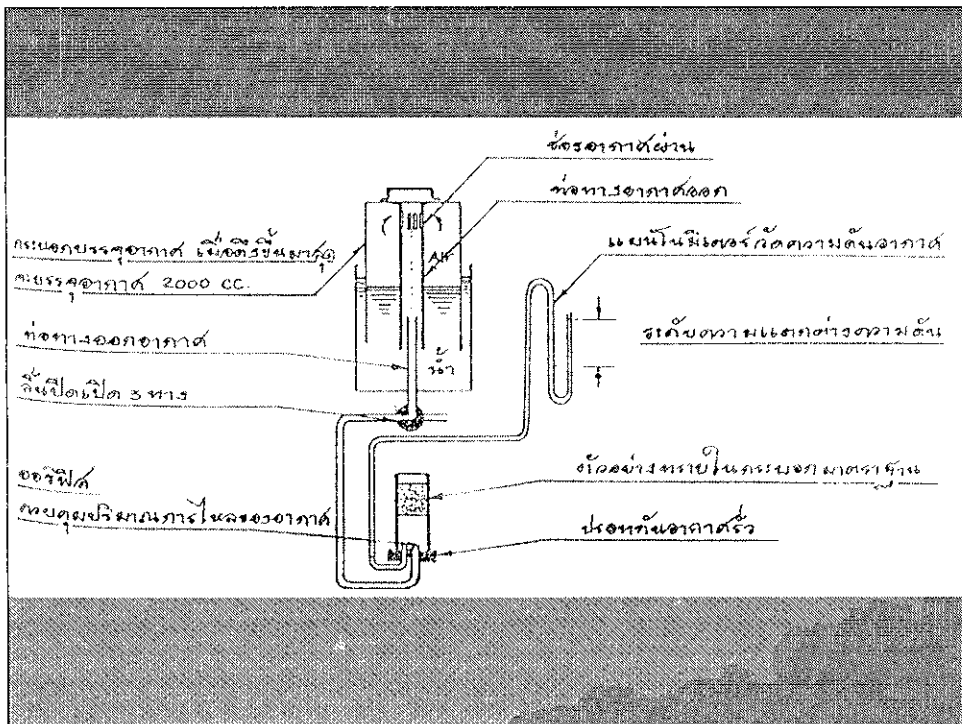 ช่องอากาศผ่าน
ท่อทางอากาศออก
กระบอกบรรจุอากาศ เมื่อดึงขึ้นมาสุด
จะบรรจุอากาศ 2000 CC.
Air
แมนโนมิเตอร์วัดความดันอากาศ
ระดับความแตกต่างความดัน
ท่อทางออกอากาศ
น้ำ
ลิ้นปิดเปิด 3 ทาง
ตัวอย่างทรายในกระบอกมาตราฐาน
ออริฟิศ
ควบคุมปริมาณการไหลของอากาศ
ปรอทกันอากาศรั่ว